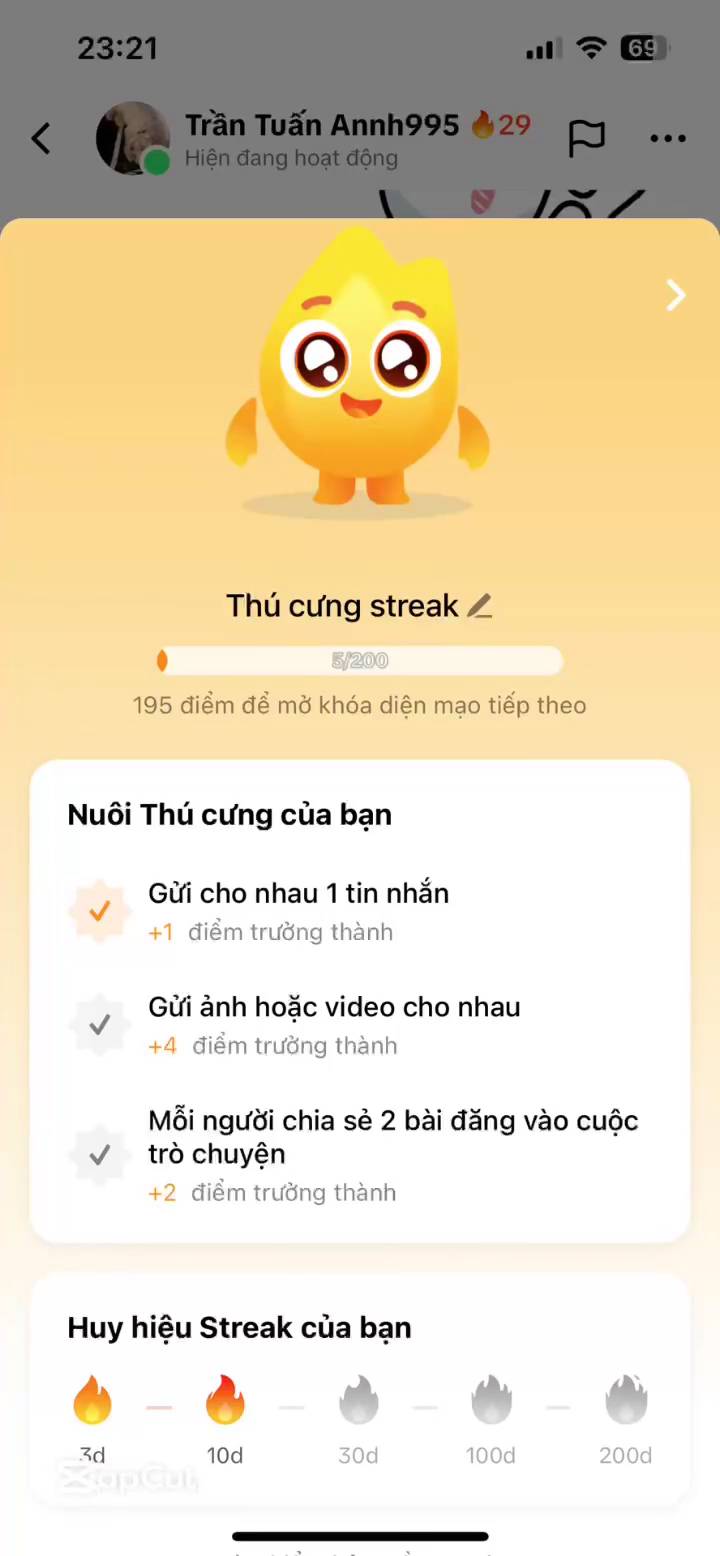 23:21
69
Trần Tuấn Annh995 🔥29
Hiện đang hoạt động
Thú cưng streak
5/200
195 điểm để mở khóa diện mạo tiếp theo
Nuôi Thú cưng của bạn
Gửi cho nhau 1 tin nhắn
+1 điểm trưởng thành
Gửi ảnh hoặc video cho nhau
+4 điểm trưởng thành
Mỗi người chia sẻ 2 bài đăng vào cuộc
trò chuyện
+2 điểm trưởng thành
Huy hiệu Streak của bạn
3d 10d 30d 100d 200d
CapCut